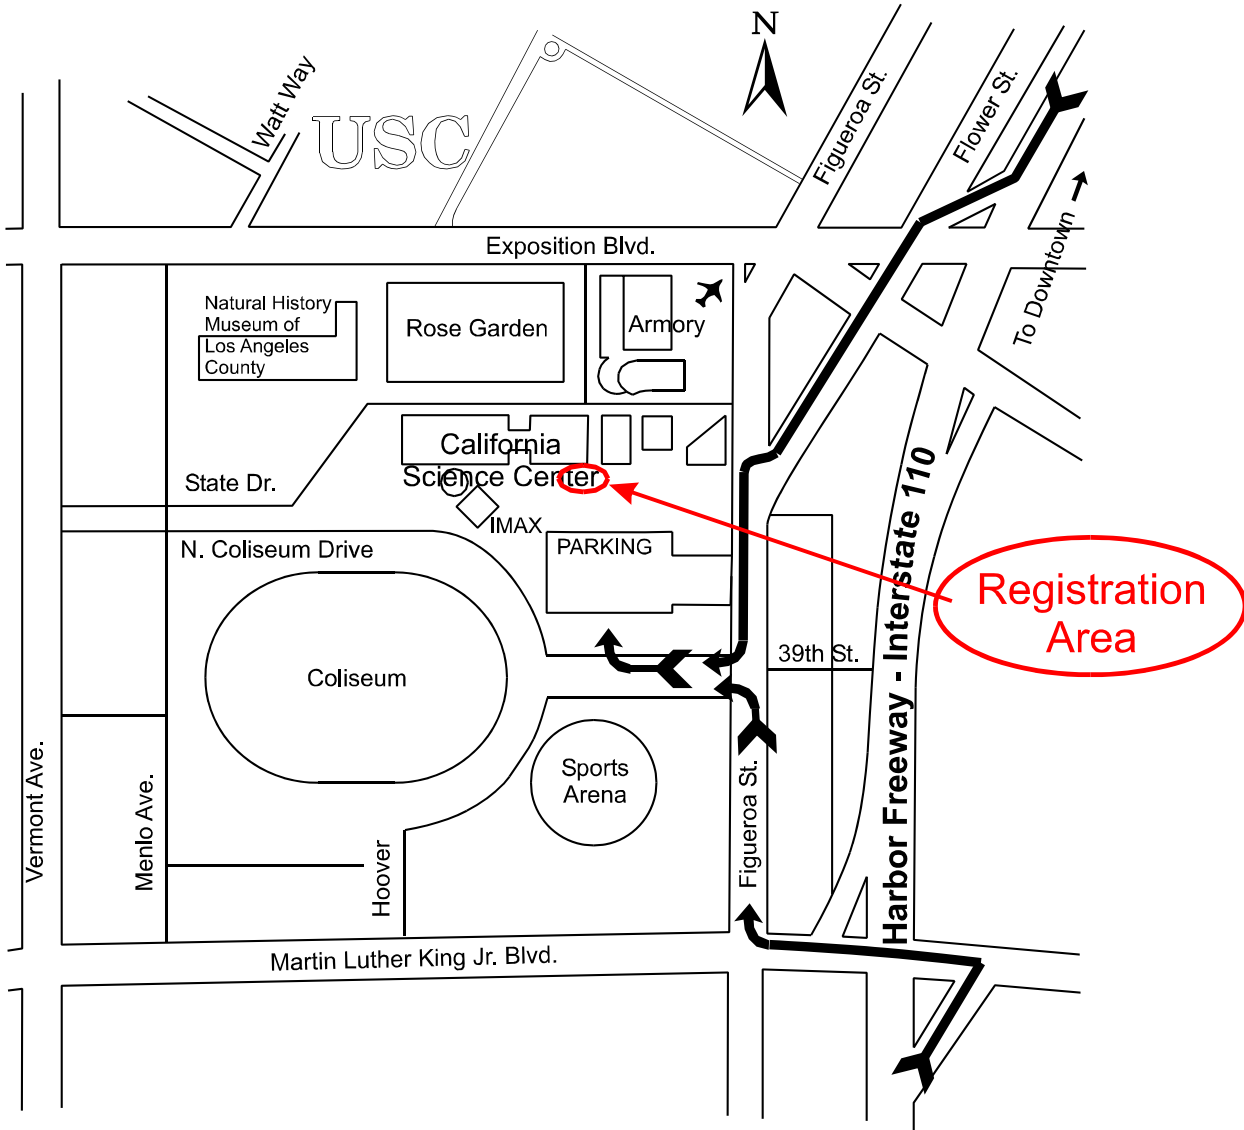 N
Watt Way
USC
Figueroa St.
Flower St.
Exposition Blvd.
To Downtown
Natural History
Museum of
Los Angeles
County
Rose Garden
Armory
California
Science Center
State Dr.
IMAX
N. Coliseum Drive
PARKING
Harbor Freeway - Interstate 110
Registration
Area
39th St.
Coliseum
Sports
Arena
Vermont Ave.
Menlo Ave.
Hoover
Figueroa St.
Martin Luther King Jr. Blvd.